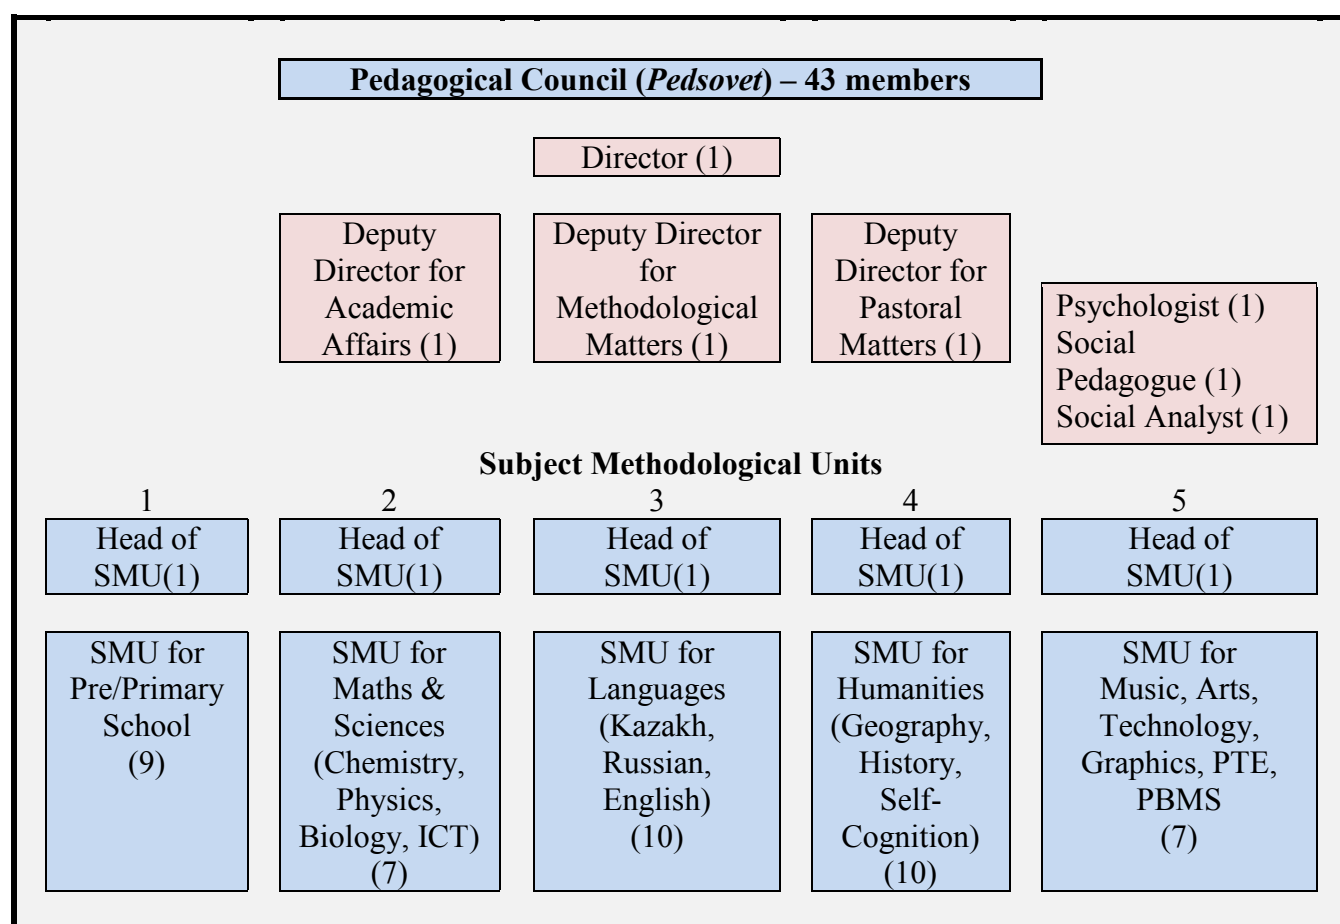 Pedagogical Council (Pedsovet) – 43 members
Director (1)
Deputy
Director for
Academic
Affairs (1)
Deputy Director
for
Methodological
Matters (1)
Deputy
Director for
Pastoral
Matters (1)
Psychologist (1)
Social
Pedagogue (1)
Social Analyst (1)
Subject Methodological Units
1
2
3
4
5
Head of
SMU(1)
Head of
SMU(1)
Head of
SMU(1)
Head of
SMU(1)
Head of
SMU(1)
SMU for
Pre/Primary
School
(9)
SMU for
Maths &
Sciences
(Chemistry,
Physics,
Biology, ICT)
(7)
SMU for
Languages
(Kazakh,
Russian,
English)
(10)
SMU for
Humanities
(Geography,
History,
Self-
Cognition)
(10)
SMU for
Music, Arts,
Technology,
Graphics, PTE,
PBMS
(7)